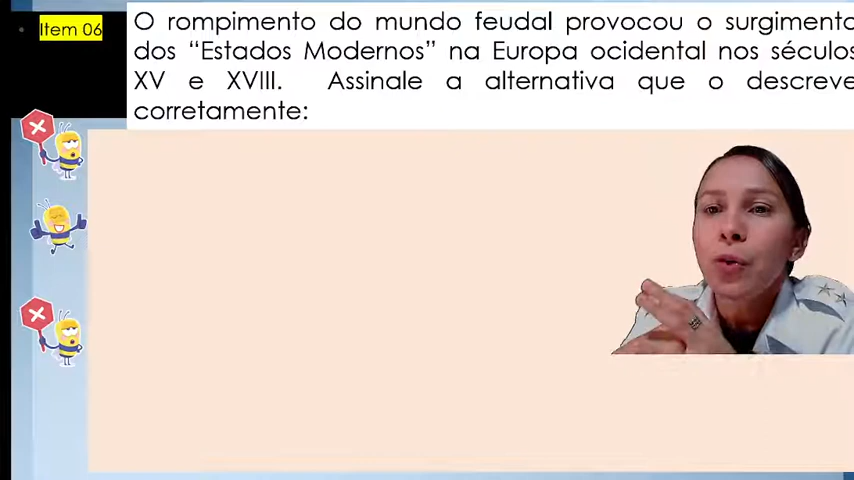 Item 06
O rompimento do mundo feudal provocou o surgimento
dos “Estados Modernos” na Europa ocidental nos séculos
XV e XVIII. Assinale a alternativa que o descreve
corretamente: